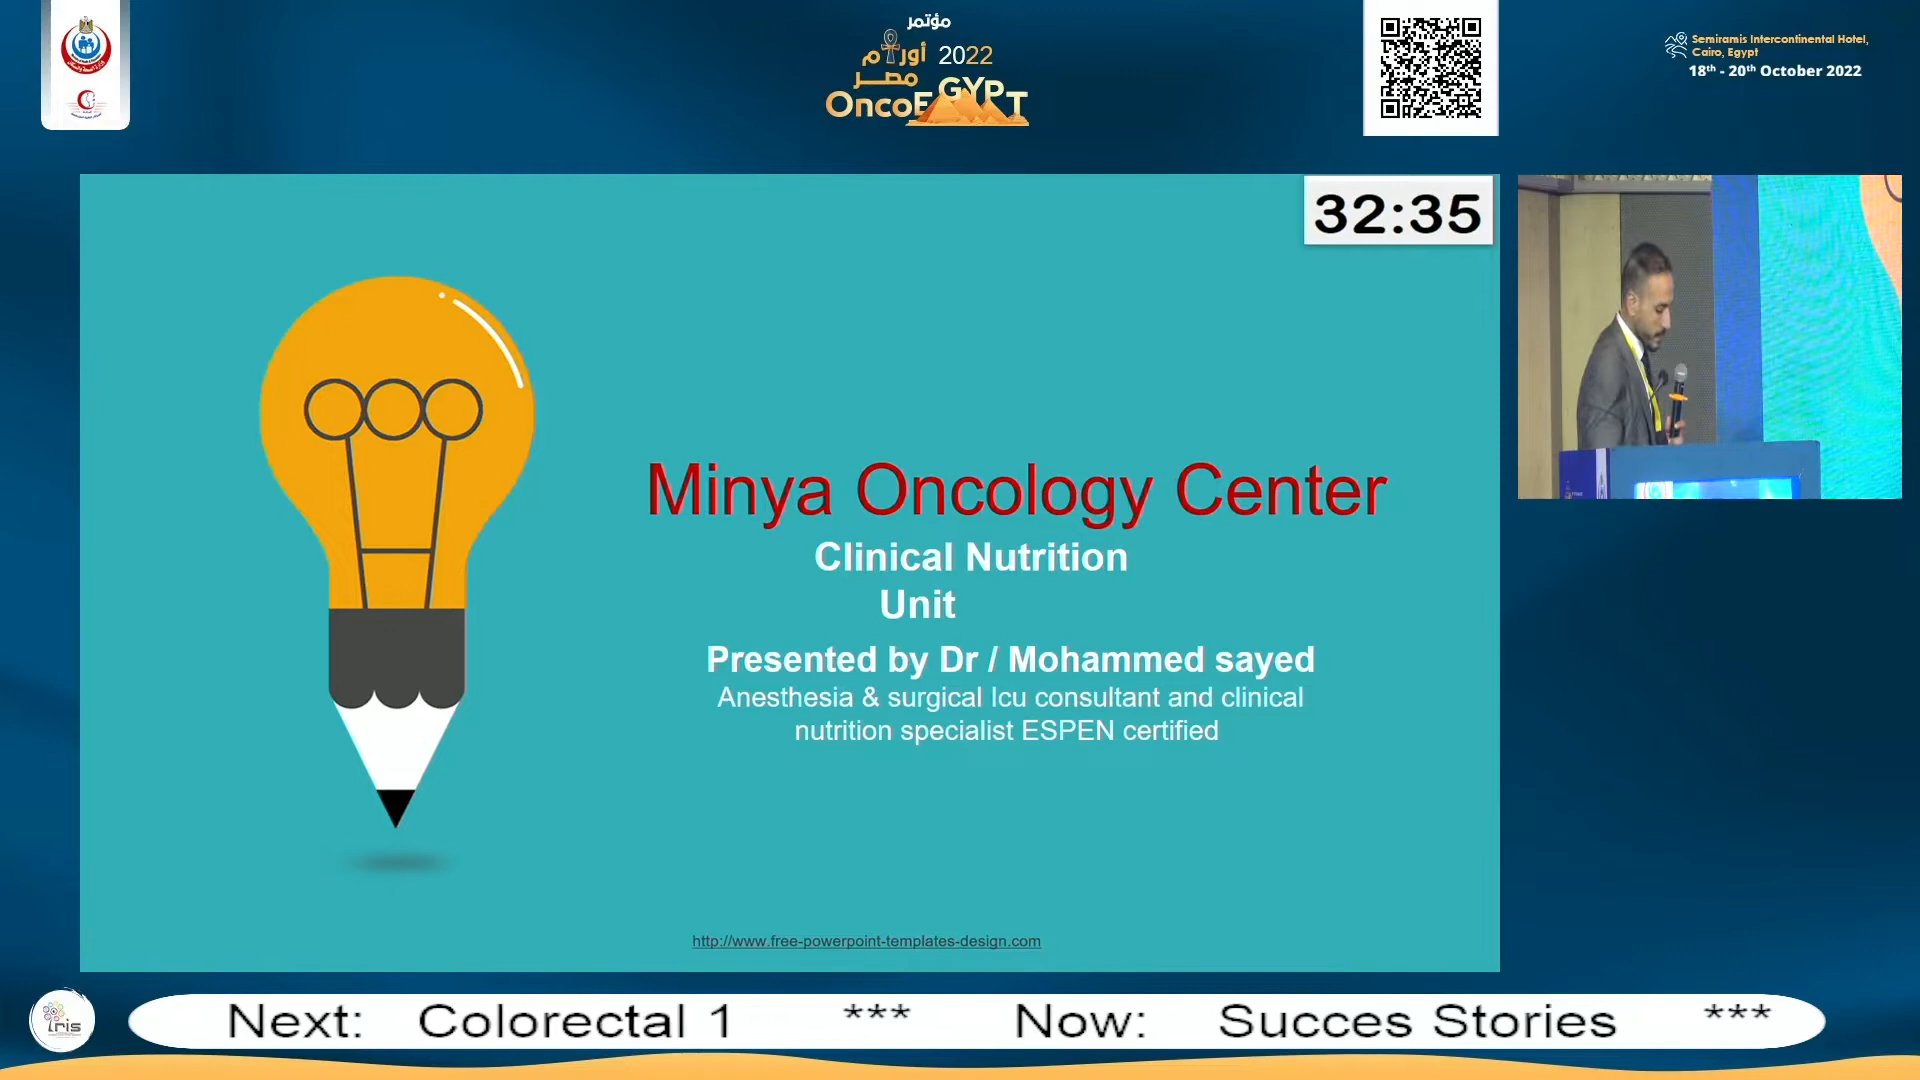 مؤتمر
أورام 2022
مصر
OncoEGYPT
Semiramis Intercontinental Hotel,
Cairo, Egypt
18th - 20th October 2022
32:35
Minya Oncology Center
Clinical Nutrition
Unit
Presented by Dr / Mohammed sayed
Anesthesia & surgical Icu consultant and clinical
nutrition specialist ESPEN certified
http://www.free-powerpoint-templates-design.com
iris
Next: Colorectal 1 *** Now: Succes Stories ***